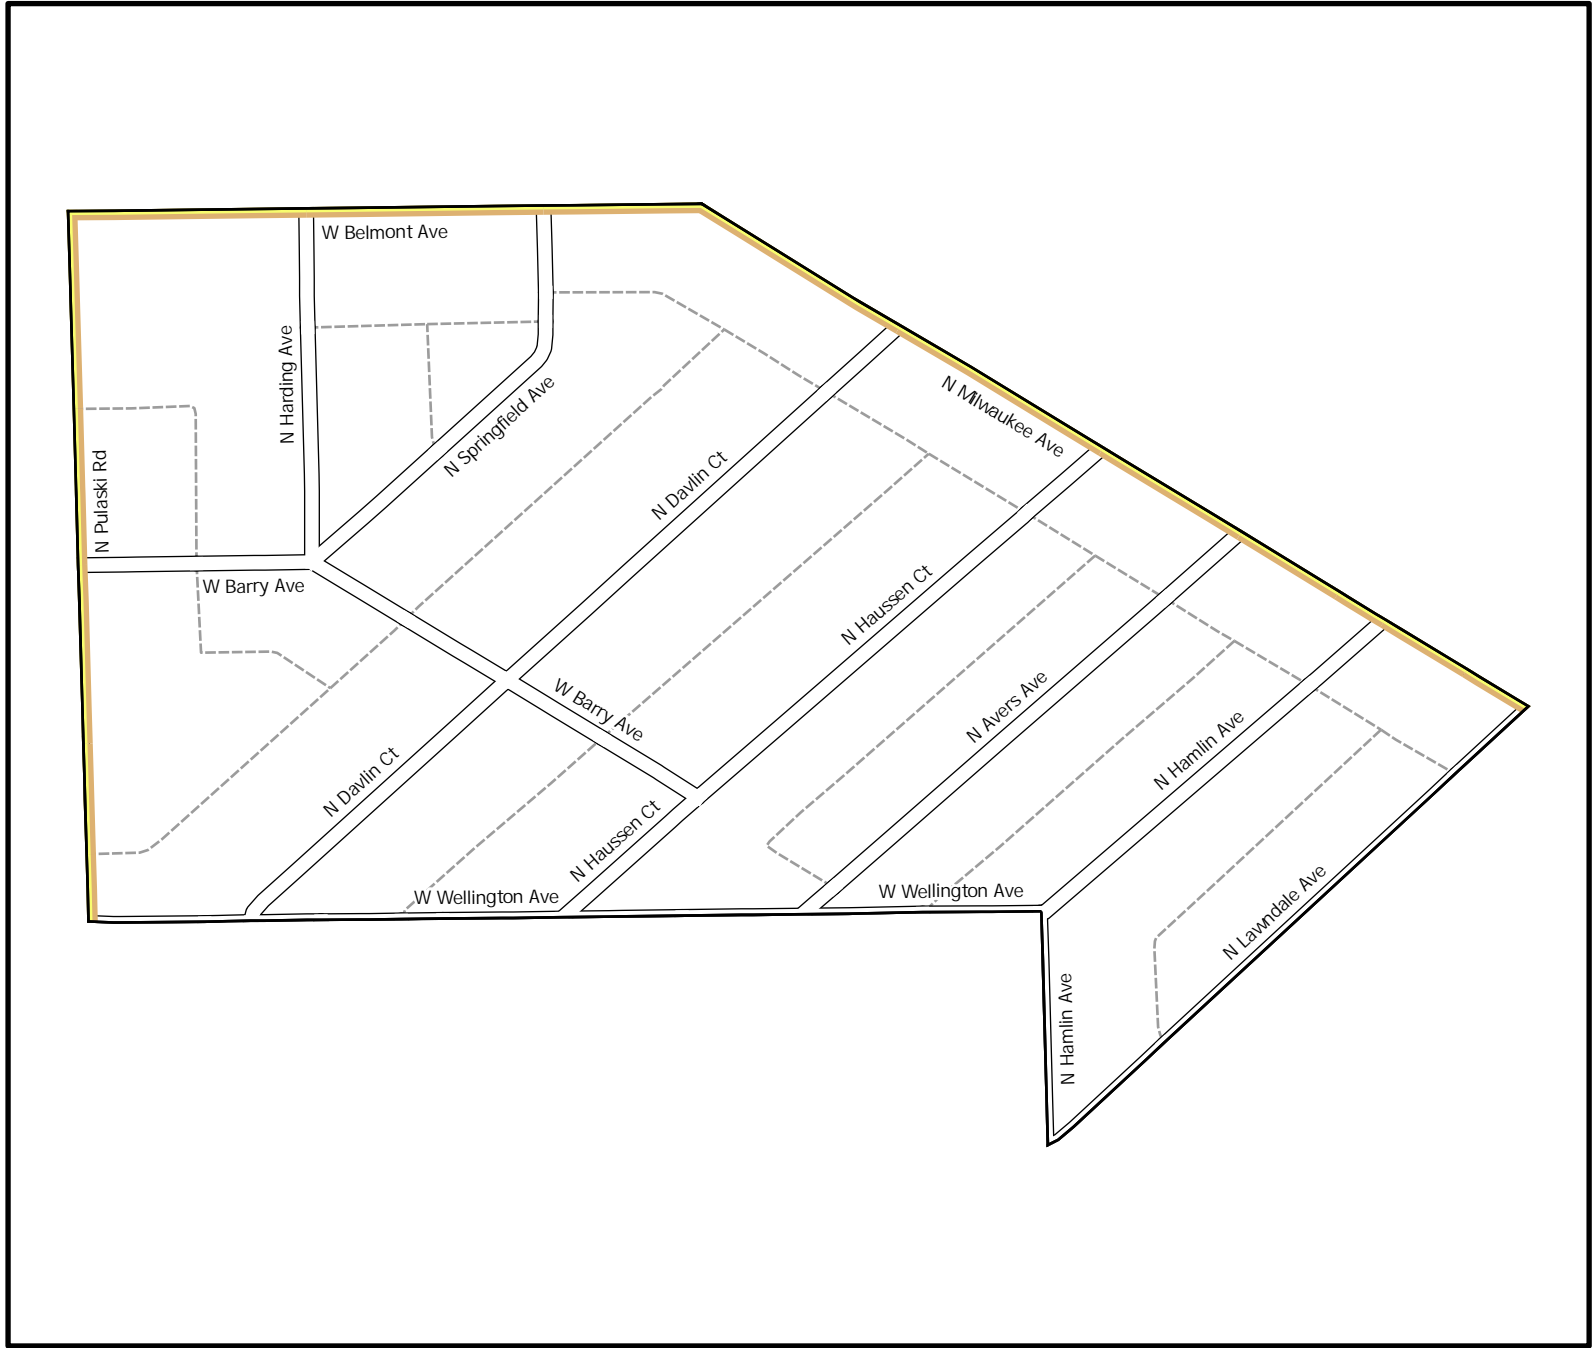 W Belmont Ave
N Harding Ave
N Springfield Ave
N Milwaukee Ave
N Pulaski Rd
N Davlin Ct
W Barry Ave
N Haussen Ct
W Barry Ave
N Avers Ave
N Hamlin Ave
N Davlin Ct
N Haussen Ct
W Wellington Ave
W Wellington Ave
N Lawndale Ave
N Hamlin Ave